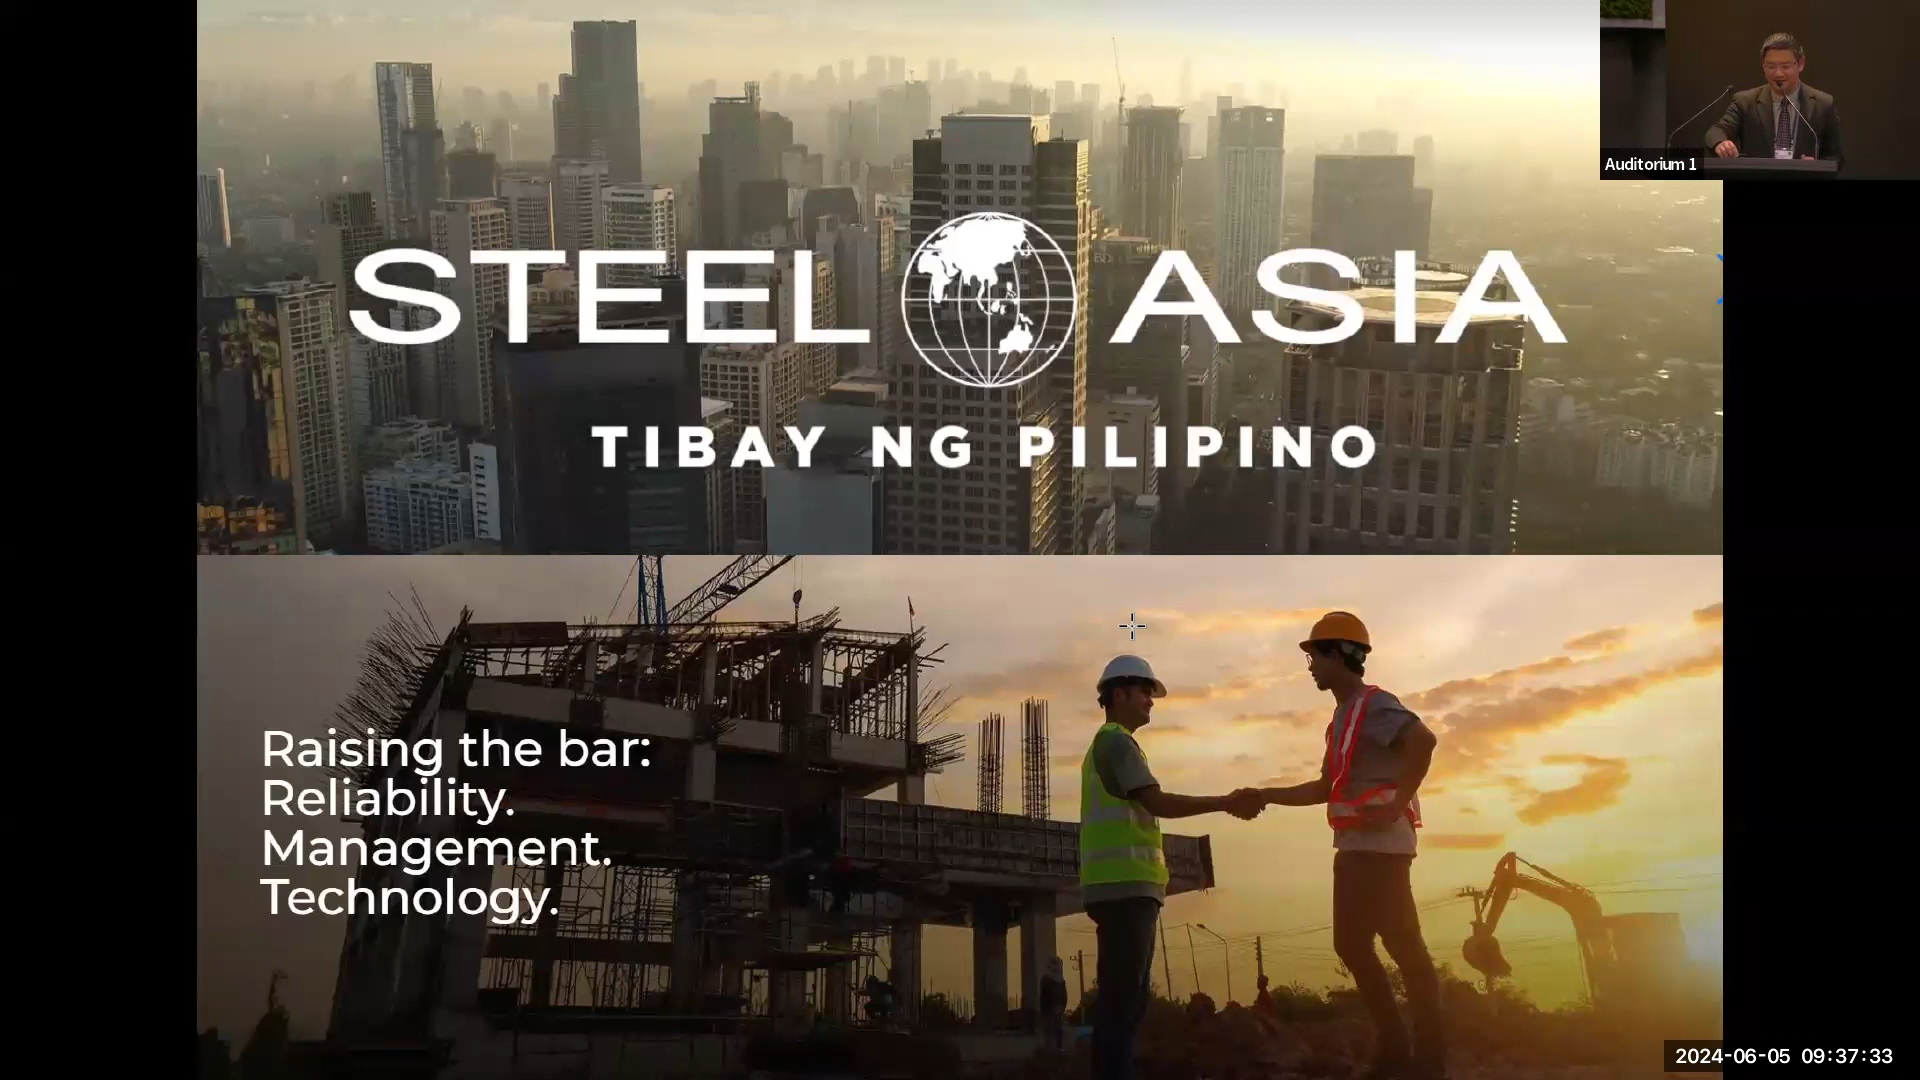 Auditorium 1
STEEL ASIA
TIBAY NG PILIPINO
Raising the bar:
Reliability.
Management.
Technology.
2024-06-05 09:37:33